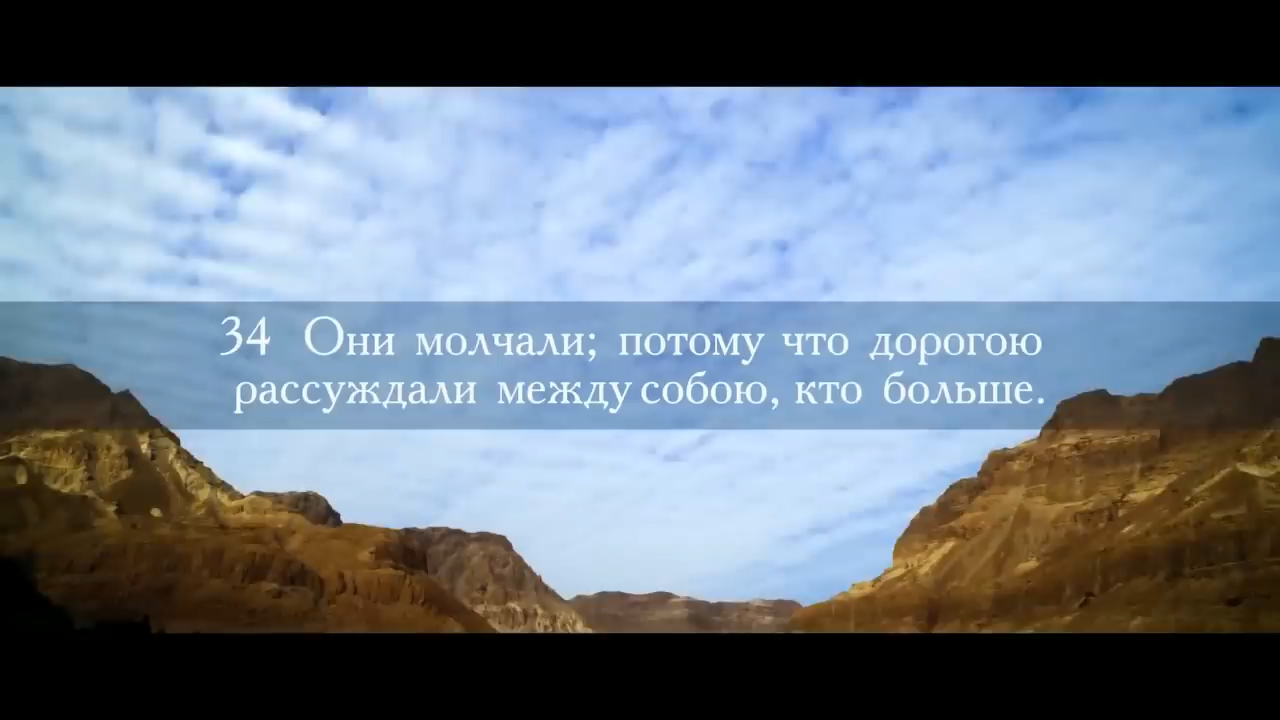 34 Они молчали; потому что дорогою
рассуждали между собою, кто больше.